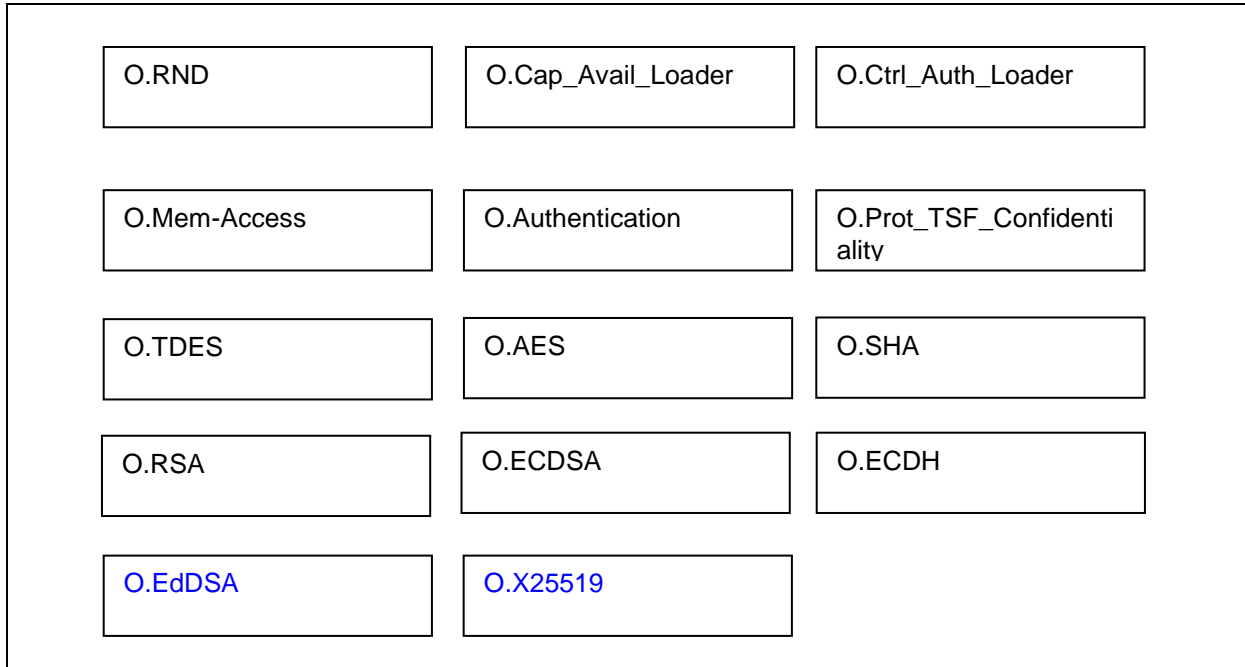 O.RND
O.Cap_Avail_Loader
O.Ctrl_Auth_Loader
O.Mem-Access
O.Authentication
O.Prot_TSF_Confidenti
ality
O.TDES
O.AES
O.SHA
O.RSA
O.ECDSA
O.ECDH
O.EdDSA
O.X25519